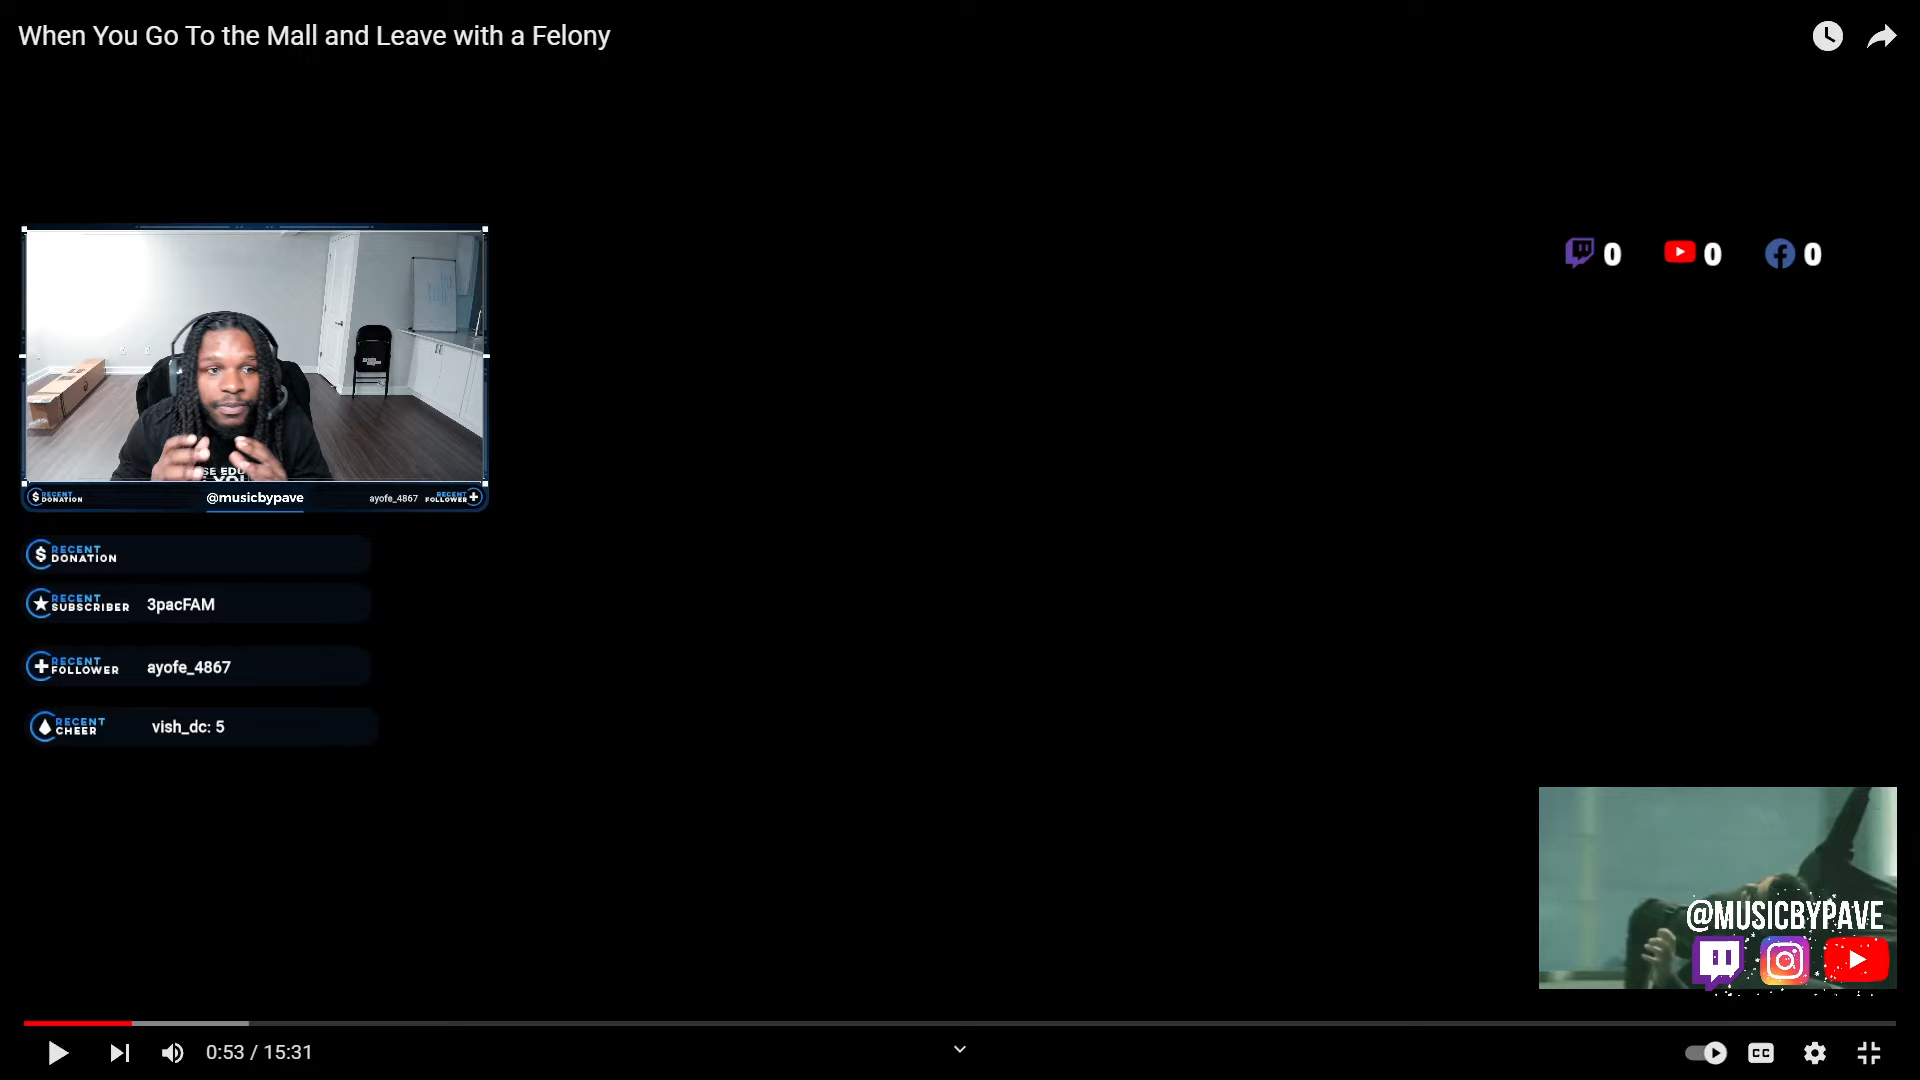 When You Go To the Mall and Leave with a Felony
0 0 0
$ RECENT DONATION @musicbypave ayofe_4867 RECENT FOLLOWER
RECENT DONATION
RECENT SUBSCRIBER 3pacFAM
RECENT FOLLOWER ayofe_4867
RECENT CHEER vish_dc: 5
@MUSICBYPAVE
0:53 / 15:31 CC